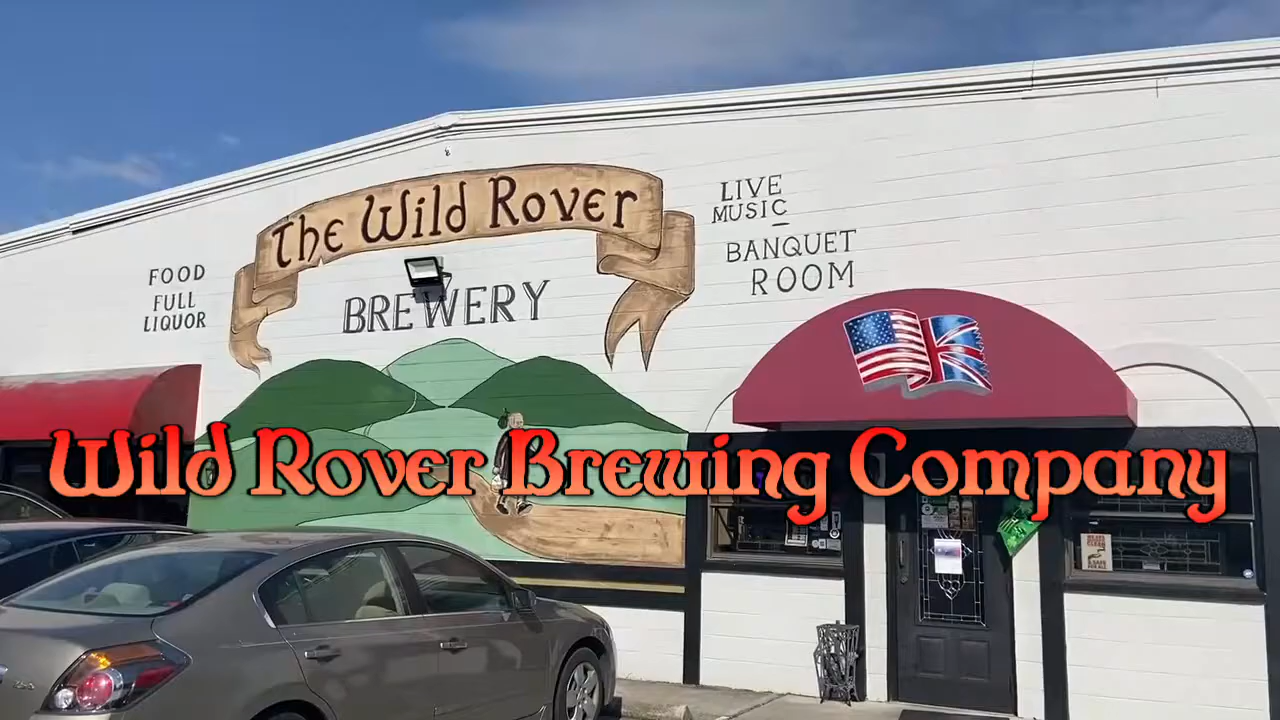 The Wild Rover
BREWERY
FOOD
FULL
LIQUOR
LIVE
MUSIC
BANQUET
ROOM
Wild Rover Brewing Company